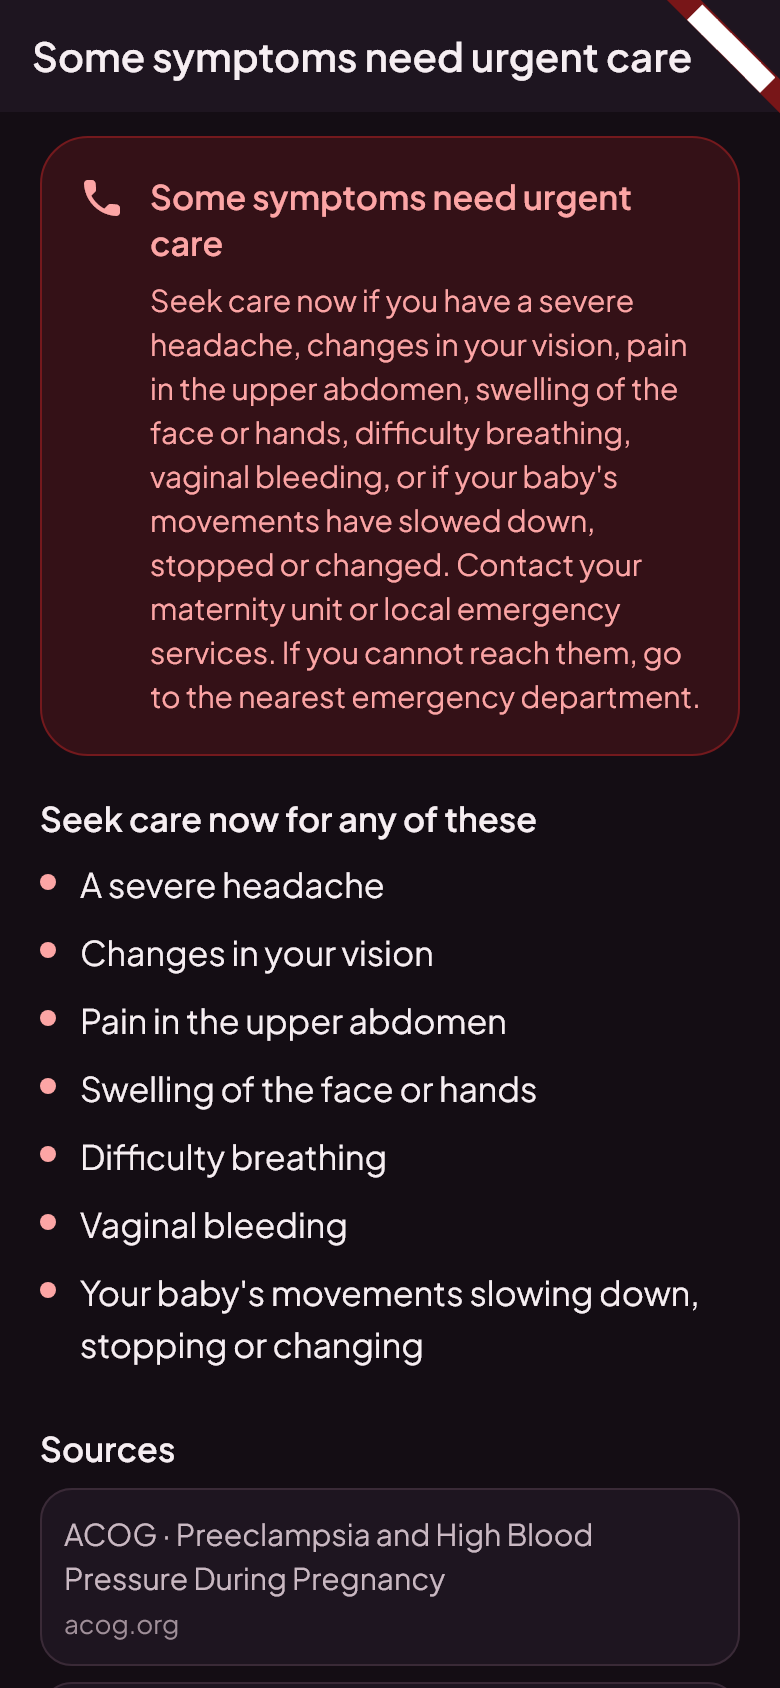 Some symptoms need urgent care
Some symptoms need urgent
care
Seek care now if you have a severe
headache, changes in your vision, pain
in the upper abdomen, swelling of the
face or hands, difficulty breathing,
vaginal bleeding, or if your baby's
movements have slowed down,
stopped or changed. Contact your
maternity unit or local emergency
services. If you cannot reach them, go
to the nearest emergency department.
Seek care now for any of these
A severe headache
Changes in your vision
Pain in the upper abdomen
Swelling of the face or hands
Difficulty breathing
Vaginal bleeding
Your baby's movements slowing down,
stopping or changing
Sources
ACOG · Preeclampsia and High Blood
Pressure During Pregnancy
acog.org